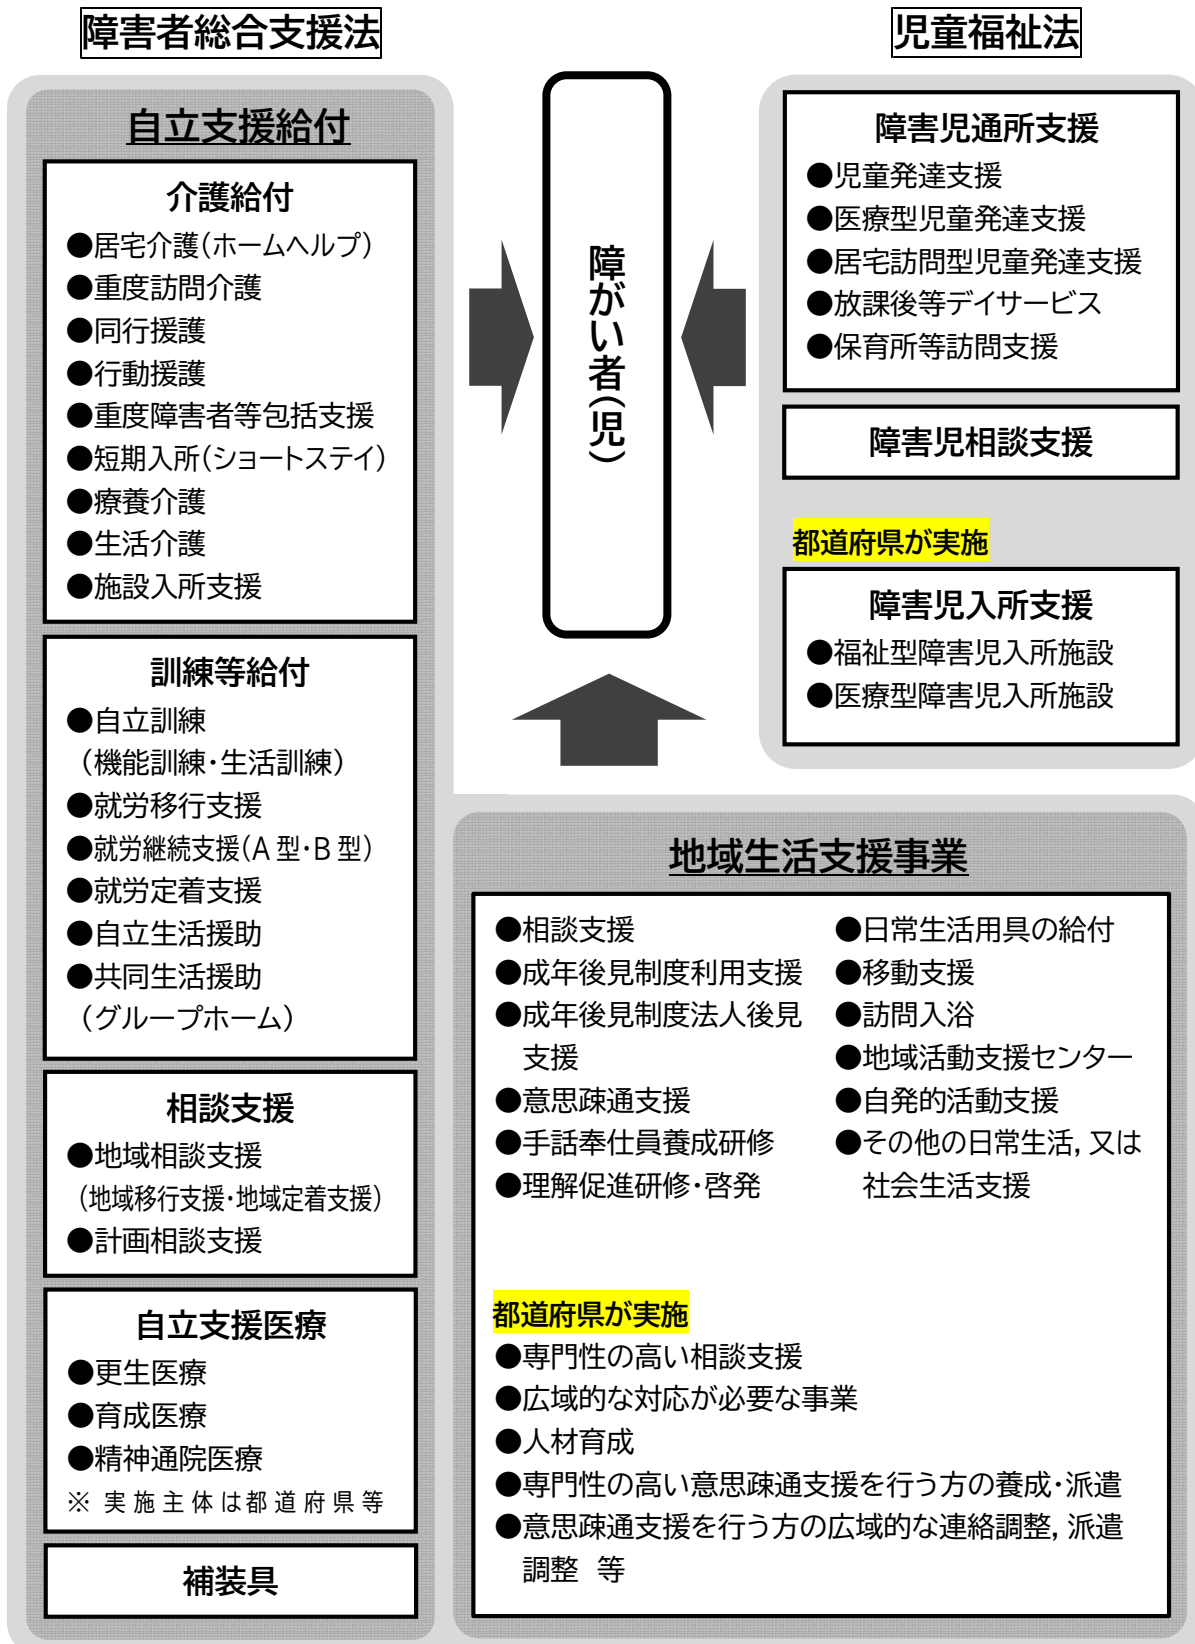 障害者総合支援法
自立支援給付
介護給付
●居宅介護(ホームヘルプ)
●重度訪問介護
●同行援護
●行動援護
●重度障害者等包括支援
●短期入所(ショートステイ)
●療養介護
●生活介護
●施設入所支援
訓練等給付
●自立訓練
(機能訓練・生活訓練)
●就労移行支援
●就労継続支援(A型・B型)
●就労定着支援
●自立生活援助
●共同生活援助
(グループホーム)
相談支援
●地域相談支援
(地域移行支援・地域定着支援)
●計画相談支援
自立支援医療
●更生医療
●育成医療
●精神通院医療
※ 実施主体は都道府県等
補装具
障がい者(児)
児童福祉法
障害児通所支援
●児童発達支援
●医療型児童発達支援
●居宅訪問型児童発達支援
●放課後等デイサービス
●保育所等訪問支援
障害児相談支援
都道府県が実施
障害児入所支援
●福祉型障害児入所施設
●医療型障害児入所施設
地域生活支援事業
●相談支援
●成年後見制度利用支援
●成年後見制度法人後見
支援
●意思疎通支援
●手話奉仕員養成研修
●理解促進研修・啓発
●日常生活用具の給付
●移動支援
●訪問入浴
●地域活動支援センター
●自発的活動支援
●その他の日常生活, 又は
社会生活支援
都道府県が実施
●専門性の高い相談支援
●広域的な対応が必要な事業
●人材育成
●専門性の高い意思疎通支援を行う方の養成・派遣
●意思疎通支援を行う方の広域的な連絡調整, 派遣
調整 等